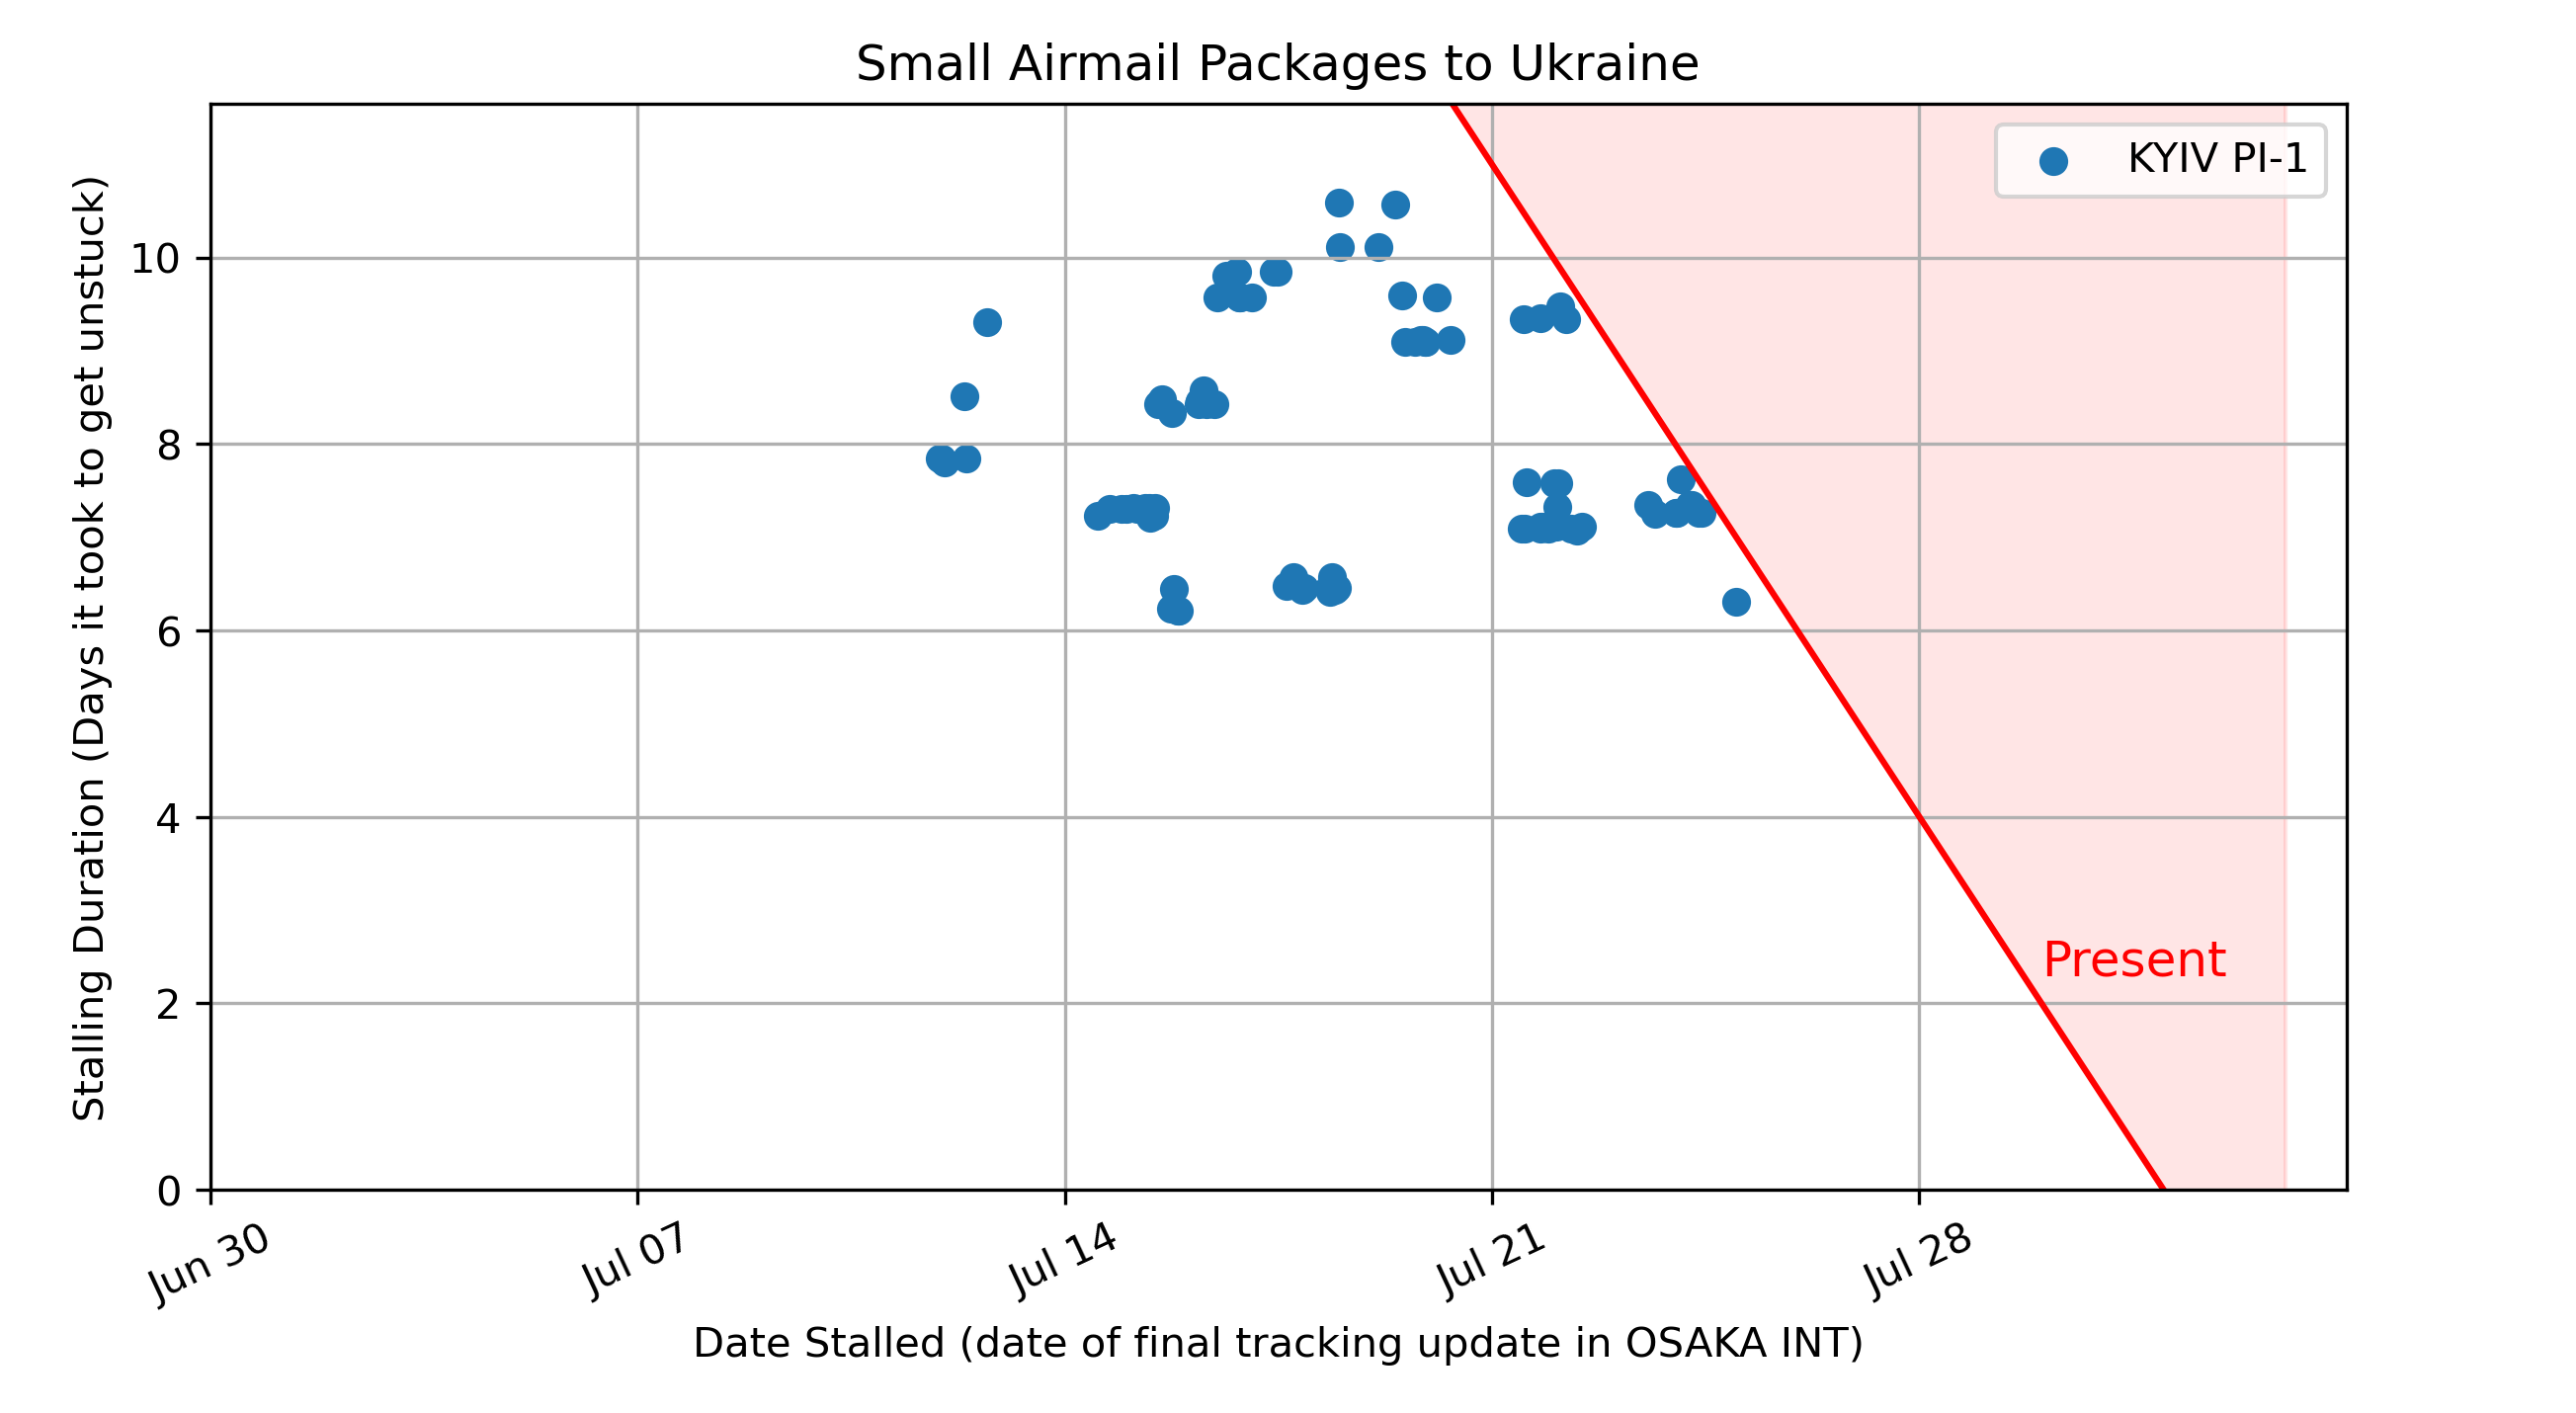 Small Airmail Packages to Ukraine
KYIV PI-1
Stalling Duration (Days it took to get unstuck)
10
8
6
4
2
0
Present
Jun 30
Jul 07
Jul 14
Jul 21
Jul 28
Date Stalled (date of final tracking update in OSAKA INT)